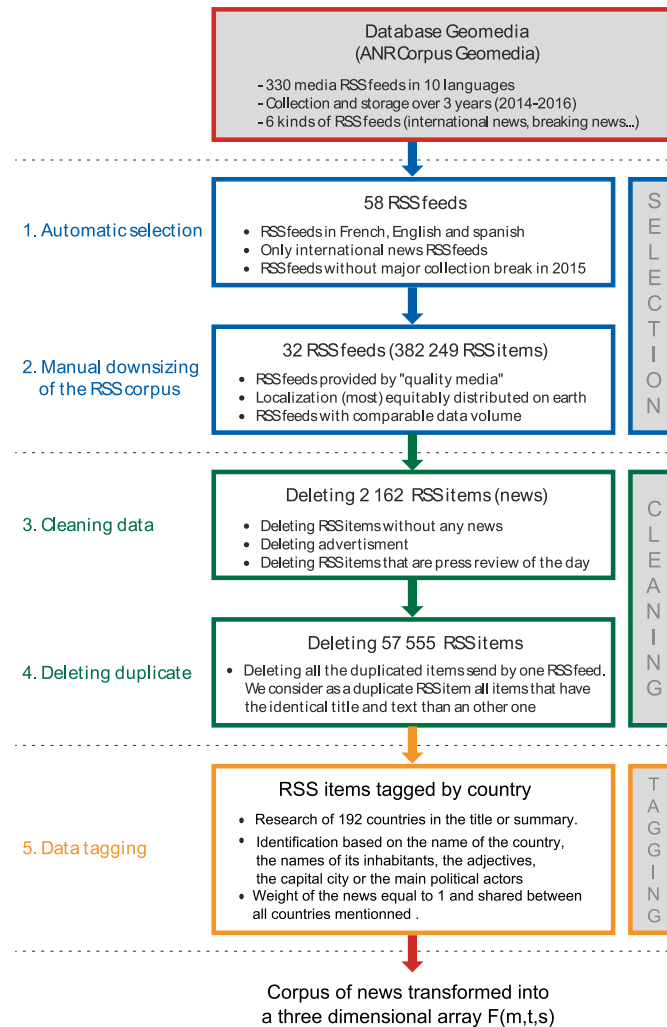 Database Geomedia
(ANR Corpus Geomedia)
- 330 media RSS feeds in 10 languages
- Collection and storage over 3 years (2014-2016)
- 6 kinds of RSS feeds (international news, breaking news...)
1. Automatic selection
58 RSS feeds
• RSS feeds in French, English and spanish
• Only international news RSS feeds
• RSS feeds without major collection break in 2015
SELECTION
2. Manual downsizing
of the RSS corpus
32 RSS feeds (382 249 RSS items)
• RSS feeds provided by "quality media"
• Localization (most) equitably distributed on earth
• RSS feeds with comparable data volume
3. Cleaning data
Deleting 2 162 RSS items (news)
• Deleting RSS items without any news
• Deleting advertisment
• Deleting RSS items that are press review of the day
CLEANING
4. Deleting duplicate
Deleting 57 555 RSS items
• Deleting all the duplicated items send by one RSS feed.
We consider as a duplicate RSS item all items that have
the identical title and text than an other one
5. Data tagging
RSS items tagged by country
• Research of 192 countries in the title or summary.
• Identification based on the name of the country,
the names of its inhabitants, the adjectives,
the capital city or the main political actors
• Weight of the news equal to 1 and shared between
all countries mentionned .
TAGGING
Corpus of news transformed into
a three dimensional array F(m,t,s)